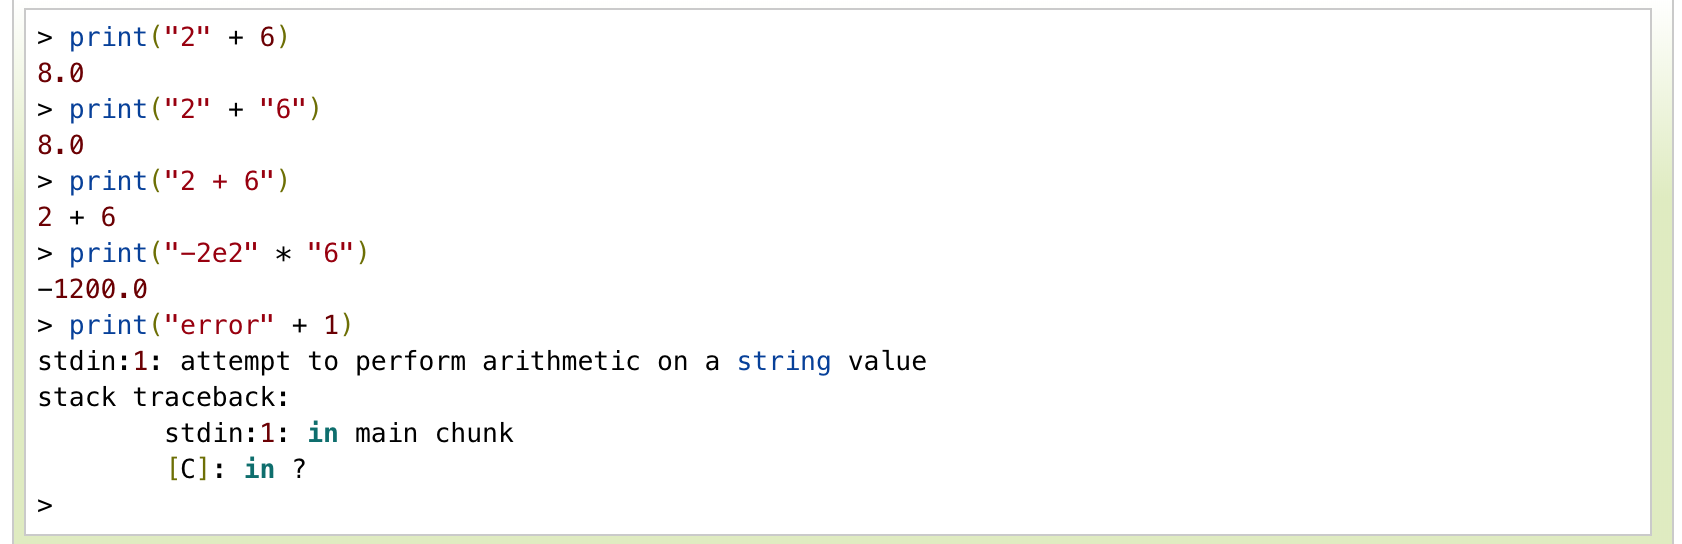 > print("2" + 6)
8.0
> print("2" + "6")
8.0
> print("2 + 6")
2 + 6
> print("-2e2" * "6")
-1200.0
> print("error" + 1)
stdin:1: attempt to perform arithmetic on a string value
stack traceback:
        stdin:1: in main chunk
        [C]: in ?
>